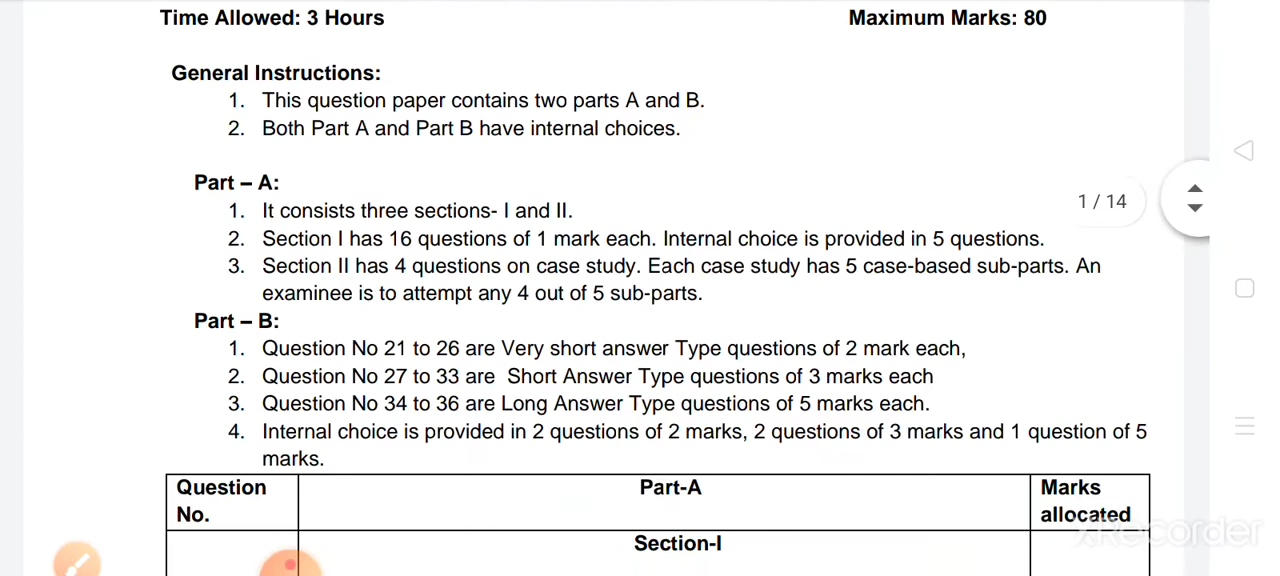 Time Allowed: 3 Hours Maximum Marks: 80
General Instructions:
1. This question paper contains two parts A and B.
2. Both Part A and Part B have internal choices.
Part – A:
1. It consists three sections- I and II.
1 / 14
2. Section I has 16 questions of 1 mark each. Internal choice is provided in 5 questions.
3. Section II has 4 questions on case study. Each case study has 5 case-based sub-parts. An
examinee is to attempt any 4 out of 5 sub-parts.
Part – B:
1. Question No 21 to 26 are Very short answer Type questions of 2 mark each,
2. Question No 27 to 33 are Short Answer Type questions of 3 marks each
3. Question No 34 to 36 are Long Answer Type questions of 5 marks each.
4. Internal choice is provided in 2 questions of 2 marks, 2 questions of 3 marks and 1 question of 5
marks.
Question Part-A Marks
No. allocated
XRecorder
Section-I